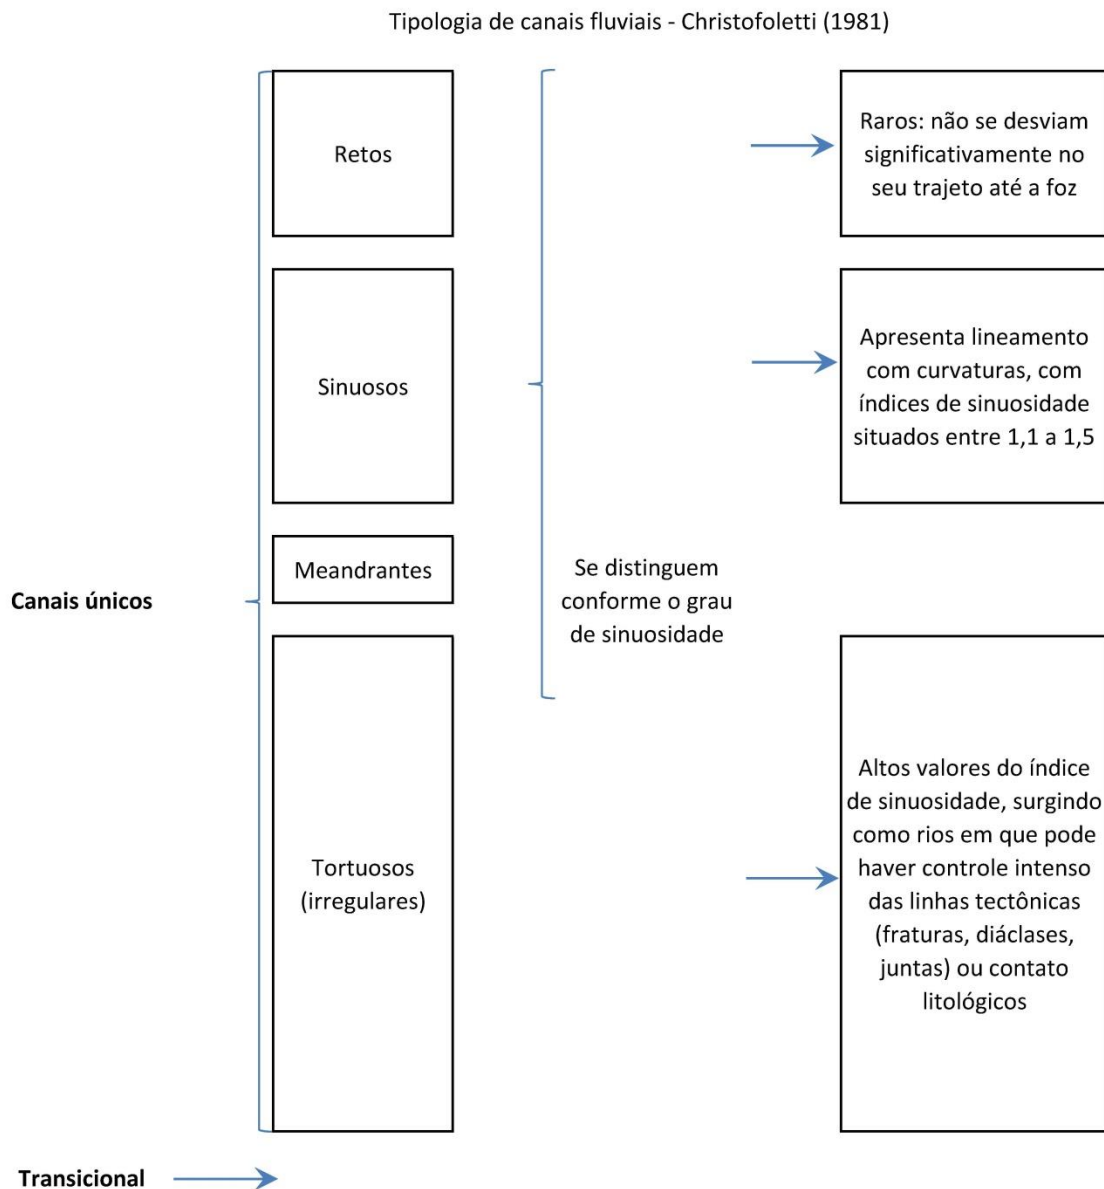 Tipologia de canais fluviais - Christofoletti (1981)
Retos
Raros: não se desviam
significativamente no
seu trajeto até a foz
Sinuosos
Apresenta lineamento
com curvaturas, com
índices de sinuosidade
situados entre 1,1 a 1,5
Canais únicos
Meandrantes
Se distinguem
conforme o grau
de sinuosidade
Tortuosos
(irregulares)
Altos valores do índice
de sinuosidade, surgindo
como rios em que pode
haver controle intenso
das linhas tectônicas
(fraturas, diáclases,
juntas) ou contato
litológicos
Transicional